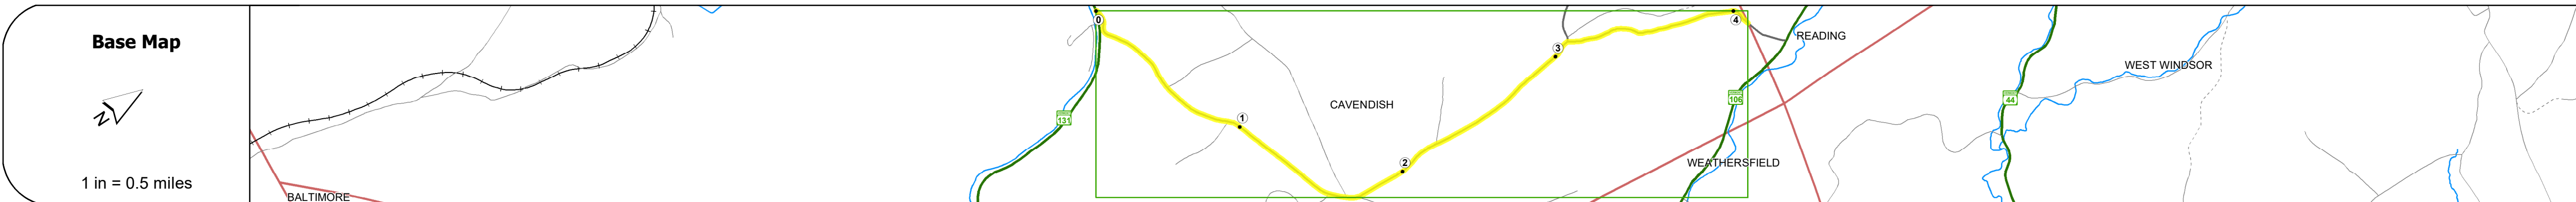 Base Map
N
1 in = 0.5 miles
BALTIMORE
131
0
1
CAVENDISH
2
3
4
READING
106
WEATHERSFIELD
44
WEST WINDSOR